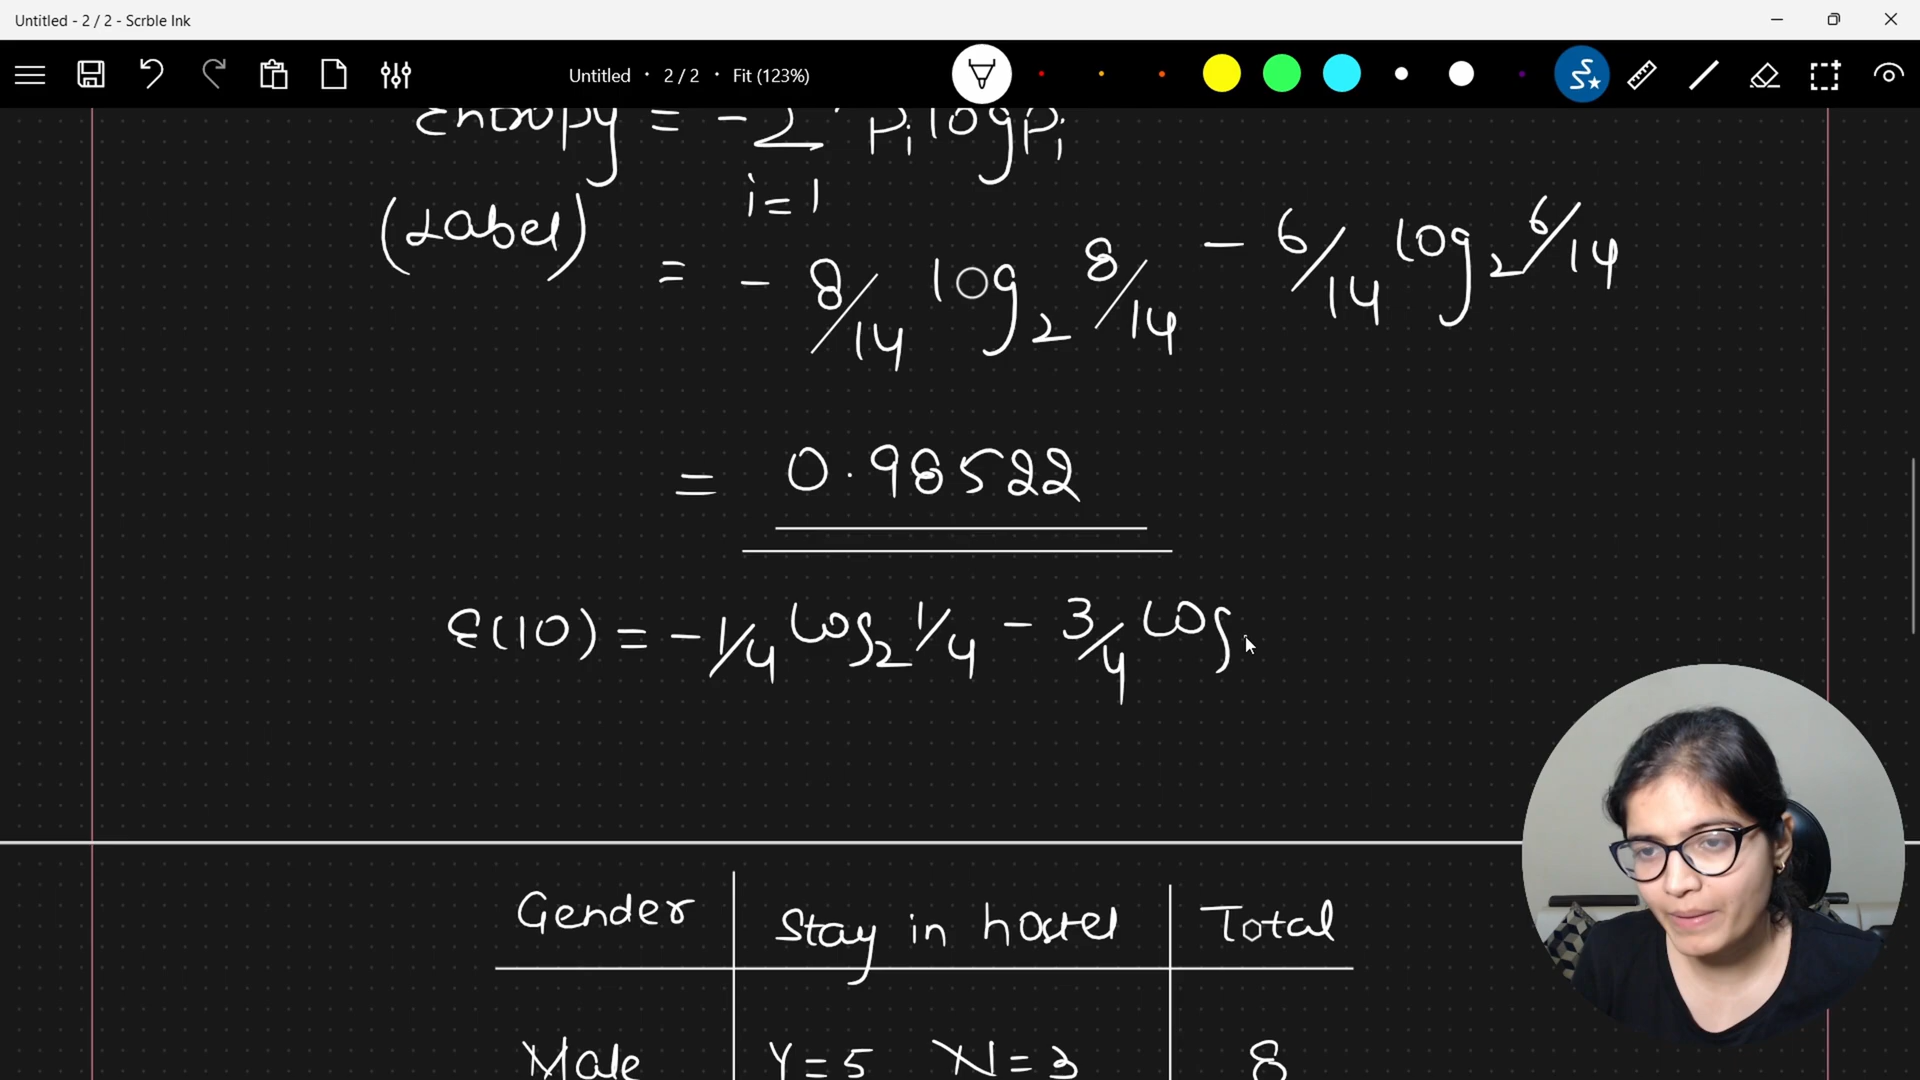 Untitled - 2 / 2 - Scrble Ink
Untitled • 2 / 2 • Fit (123%)
Entropy = - Σ pi log pi
i = 1
(Label)
= - 8/14 log2 8/14 - 6/14 log2 6/14
= 0.98522
E(10) = - 1/4 log2 1/4 - 3/4 log
Gender Stay in hostel Total
Male Y = 5 N = 3 8